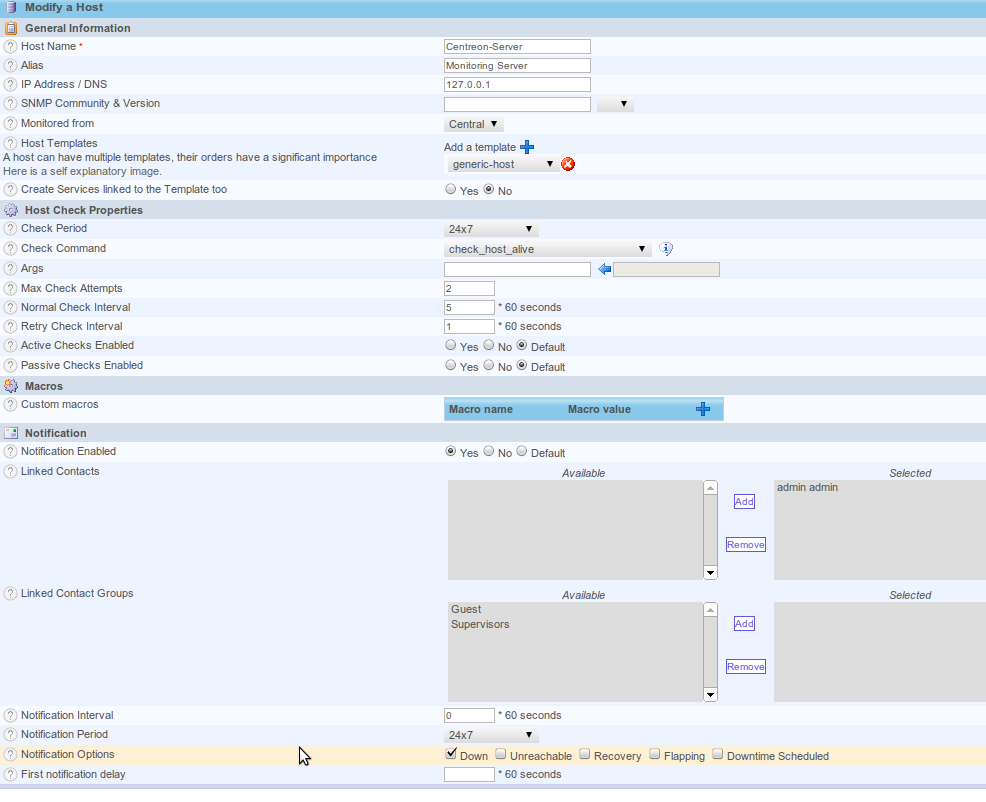 Modify a Host
General Information
Host Name * Centreon-Server
Alias Monitoring Server
IP Address / DNS 127.0.0.1
SNMP Community & Version
Monitored from Central
Host Templates
A host can have multiple templates, their orders have a significant importance
Here is a self explanatory image.
Add a template
generic-host
Create Services linked to the Template too Yes No
Host Check Properties
Check Period 24x7
Check Command check_host_alive
Args
Max Check Attempts 2
Normal Check Interval 5 * 60 seconds
Retry Check Interval 1 * 60 seconds
Active Checks Enabled Yes No Default
Passive Checks Enabled Yes No Default
Macros
Custom macros Macro name Macro value
Notification
Notification Enabled Yes No Default
Linked Contacts Available Selected
admin admin
Add
Remove
Linked Contact Groups Available Selected
Guest
Supervisors
Add
Remove
Notification Interval 0 * 60 seconds
Notification Period 24x7
Notification Options Down Unreachable Recovery Flapping Downtime Scheduled
First notification delay * 60 seconds